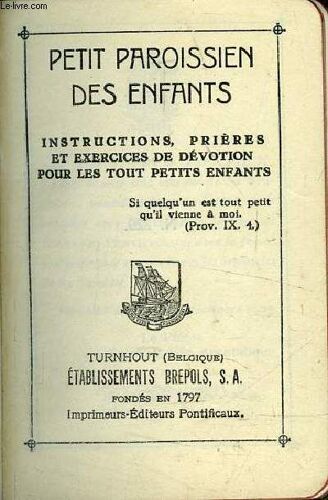 Le-livre.com
PETIT PAROISSIEN
DES ENFANTS
INSTRUCTIONS, PRIÈRES
ET EXERCICES DE DÉVOTION
POUR LES TOUT PETITS ENFANTS
Si quelqu'un est tout petit
qu'il vienne à moi.
(Prov. IX. 4,)
TURNHOUT (BELGIQUE)
ÉTABLISSEMENTS BREPOLS, S. A.
FONDÉS EN 1797
Imprimeurs-Éditeurs Pontificaux.